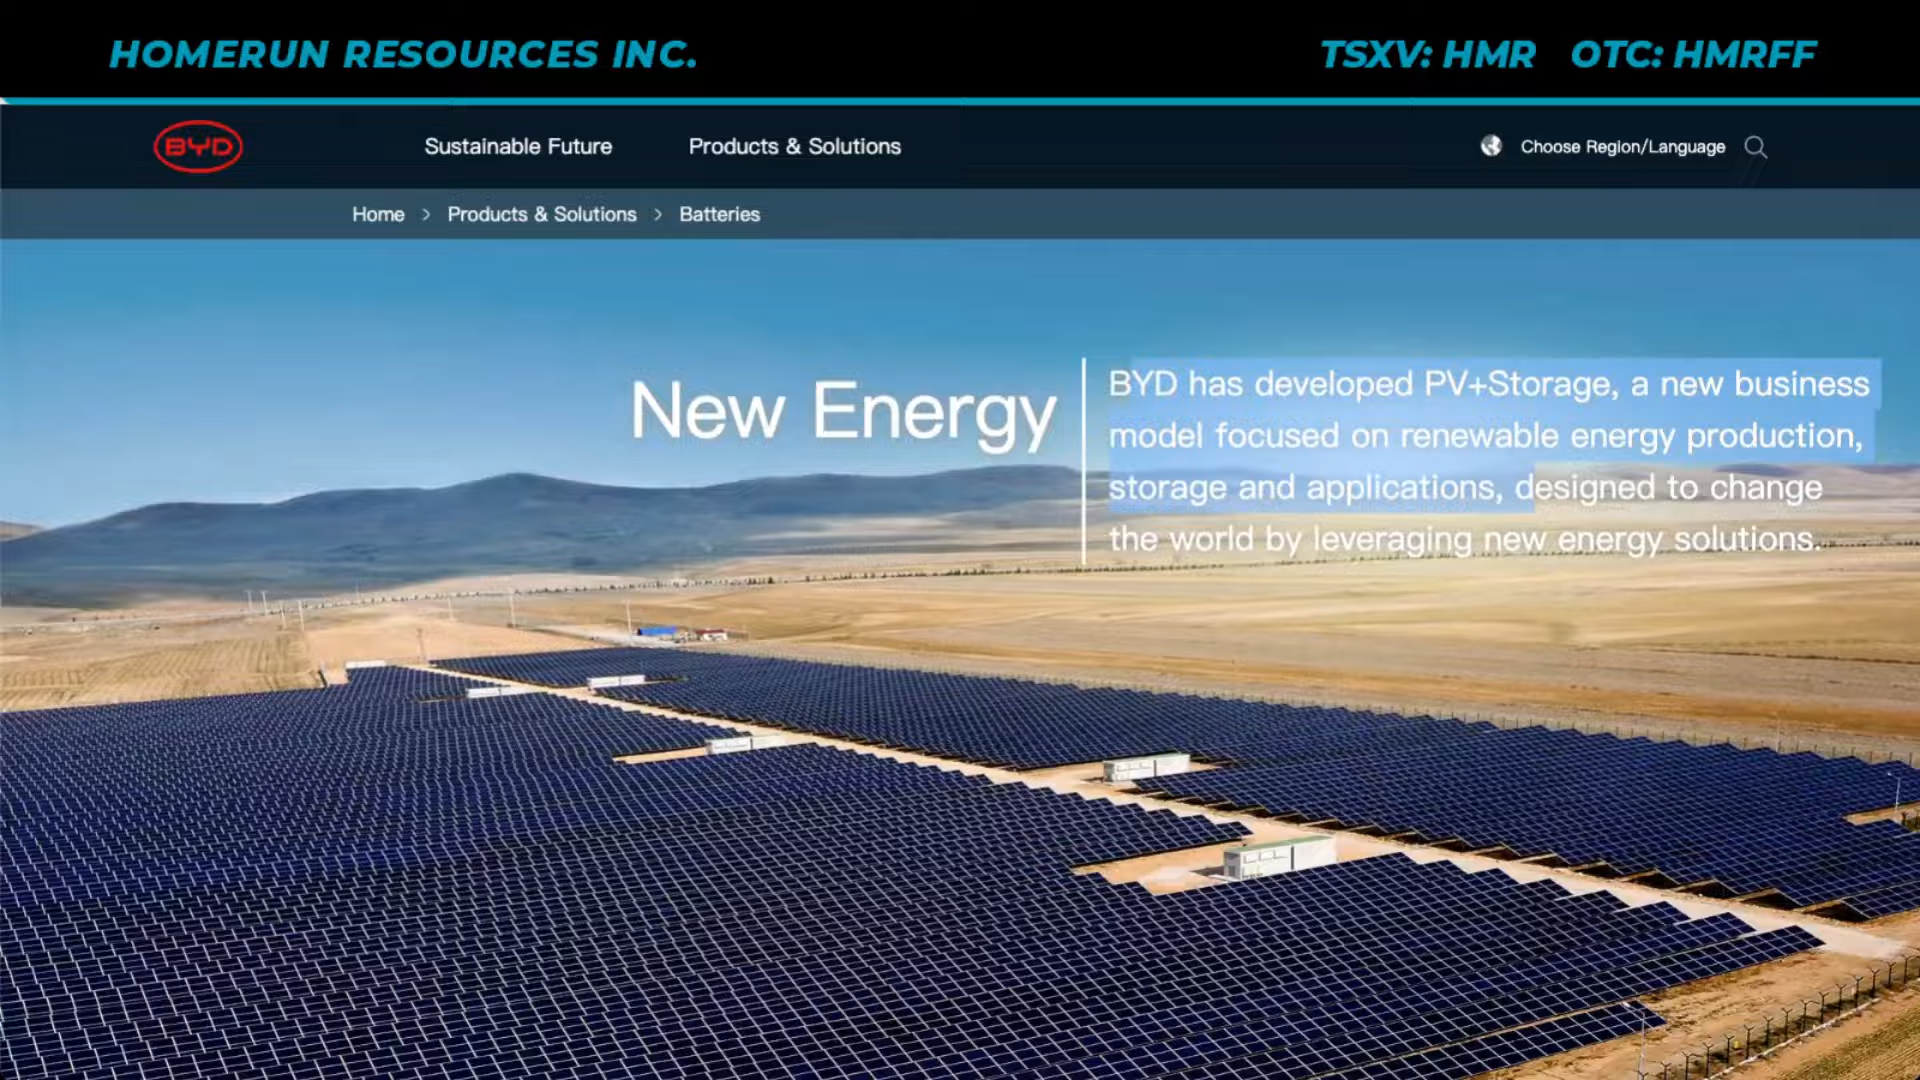 HOMERUN RESOURCES INC.
TSXV: HMR OTC: HMRFF
BYD
Sustainable Future
Products & Solutions
Choose Region/Language
Home > Products & Solutions > Batteries
New Energy
BYD has developed PV+Storage, a new business
model focused on renewable energy production,
storage and applications, designed to change
the world by leveraging new energy solutions.